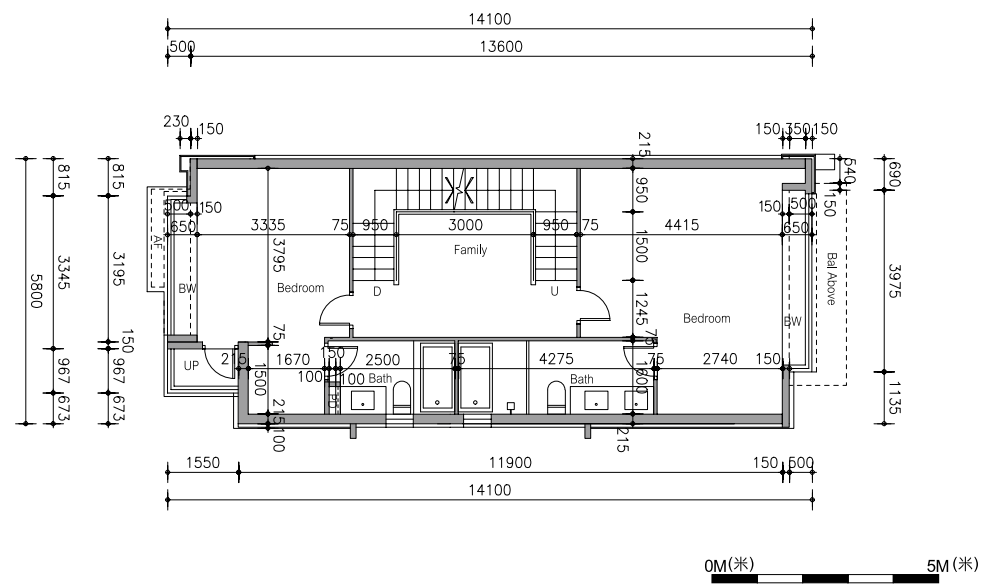 14100
500 13600
230 150 150 350 150
215 540 690
815 815 950
500 150 150 500 150
650 3335 75 950 3000 950 75 4415 650
AF Family
3795 1500
5800 3345 3195 Bal Above 3975
BW Bedroom D U
1245 Bedroom BW
150 75 75
UP 215 1670 150 2500 75 4275 75 2740 150
967 967 1500 100 100 Bath Bath 1600
673 673 PD 1135
215 100 215
1550 11900 150 500
14100
0M(米) 5M(米)